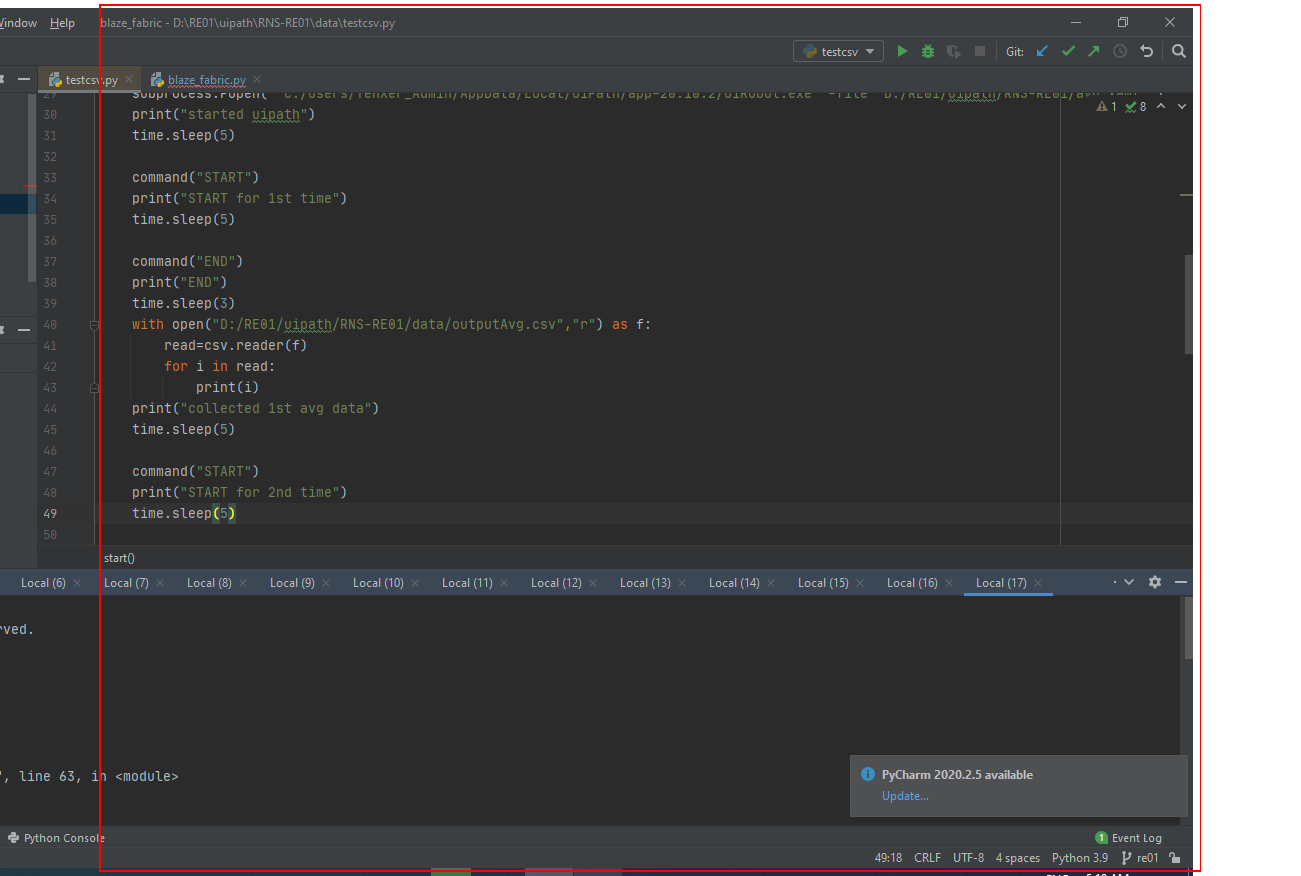 Window Help blaze_fabric - D:\RE01\uipath\RNS-RE01\data\testcsv.py
testcsv Git:
testcsv.py blaze_fabric.py
29 subprocess.Popen( C:/Users/Tenxer_Admin/AppData/Local/UiPath/app-20.10.2/UiRobot.exe -file D:/RE01/uipath/RNS-RE01/avg
1 8
30 print("started uipath")
31 time.sleep(5)
32
33 command("START")
34 print("START for 1st time")
35 time.sleep(5)
36
37 command("END")
38 print("END")
39 time.sleep(3)
40 with open("D:/RE01/uipath/RNS-RE01/data/outputAvg.csv","r") as f:
41 read=csv.reader(f)
42 for i in read:
43 print(i)
44 print("collected 1st avg data")
45 time.sleep(5)
46
47 command("START")
48 print("START for 2nd time")
49 time.sleep(5)
50
start()
Local (6) Local (7) Local (8) Local (9) Local (10) Local (11) Local (12) Local (13) Local (14) Local (15) Local (16) Local (17)
rved.
", line 63, in <module>
PyCharm 2020.2.5 available
Update...
Python Console 1 Event Log
49:18 CRLF UTF-8 4 spaces Python 3.9 re01